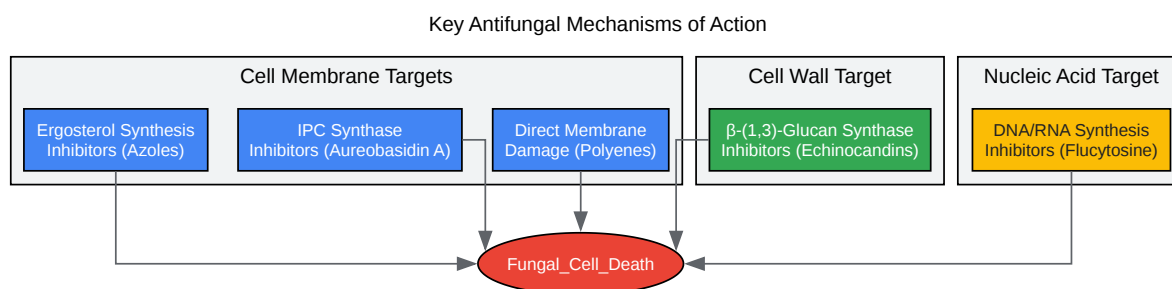 Key Antifungal Mechanisms of Action
Cell Membrane Targets
Ergosterol Synthesis
Inhibitors (Azoles)
IPC Synthase
Inhibitors (Aureobasidin A)
Direct Membrane
Damage (Polyenes)
Cell Wall Target
β-(1,3)-Glucan Synthase
Inhibitors (Echinocandins)
Nucleic Acid Target
DNA/RNA Synthesis
Inhibitors (Flucytosine)
Fungal_Cell_Death